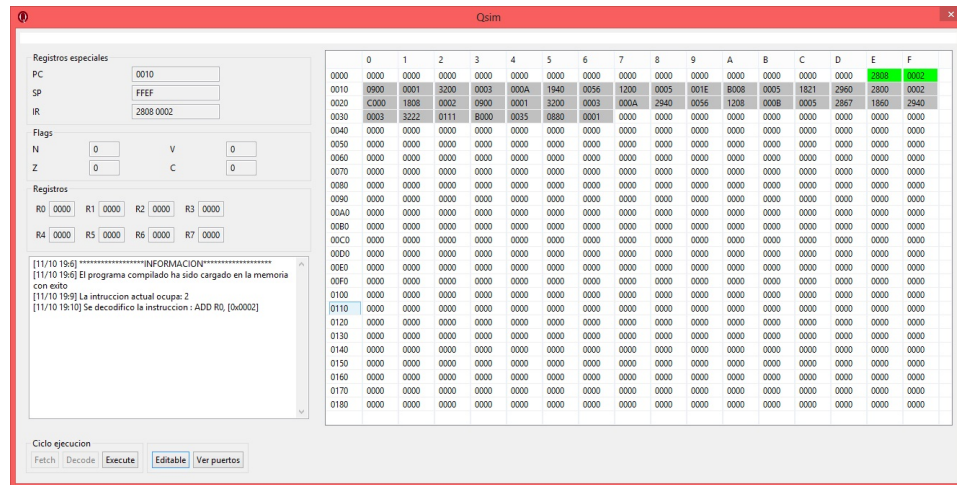 Qsim
Registros especiales
PC 0010
SP FFEF
IR 2808 0002
Flags
N 0 V 0
Z 0 C 0
Registros
R0 0000 R1 0000 R2 0000 R3 0000
R4 0000 R5 0000 R6 0000 R7 0000
[11/10 19:6] ******************INFORMACION*******************
[11/10 19:6] El programa compilado ha sido cargado en la memoria
con exito
[11/10 19:9] La intruccion actual ocupa: 2
[11/10 19:10] Se decodifico la instruccion : ADD R0, [0x0002]
Ciclo ejecucion
Fetch Decode Execute Editable Ver puertos
0 1 2 3 4 5 6 7 8 9 A B C D E F
0000 0000 0000 0000 0000 0000 0000 0000 0000 0000 0000 0000 0000 0000 0000 2808 0002
0010 0900 0001 3200 0003 000A 1940 0056 1200 0005 001E B008 0005 1821 2960 2800 0002
0020 C000 1808 0002 0900 0001 3200 0003 000A 2940 0056 1208 000B 0005 2867 1860 2940
0030 0003 3222 0111 B000 0035 0880 0001 0000 0000 0000 0000 0000 0000 0000 0000 0000
0040 0000 0000 0000 0000 0000 0000 0000 0000 0000 0000 0000 0000 0000 0000 0000 0000
0050 0000 0000 0000 0000 0000 0000 0000 0000 0000 0000 0000 0000 0000 0000 0000 0000
0060 0000 0000 0000 0000 0000 0000 0000 0000 0000 0000 0000 0000 0000 0000 0000 0000
0070 0000 0000 0000 0000 0000 0000 0000 0000 0000 0000 0000 0000 0000 0000 0000 0000
0080 0000 0000 0000 0000 0000 0000 0000 0000 0000 0000 0000 0000 0000 0000 0000 0000
0090 0000 0000 0000 0000 0000 0000 0000 0000 0000 0000 0000 0000 0000 0000 0000 0000
00A0 0000 0000 0000 0000 0000 0000 0000 0000 0000 0000 0000 0000 0000 0000 0000 0000
00B0 0000 0000 0000 0000 0000 0000 0000 0000 0000 0000 0000 0000 0000 0000 0000 0000
00C0 0000 0000 0000 0000 0000 0000 0000 0000 0000 0000 0000 0000 0000 0000 0000 0000
00D0 0000 0000 0000 0000 0000 0000 0000 0000 0000 0000 0000 0000 0000 0000 0000 0000
00E0 0000 0000 0000 0000 0000 0000 0000 0000 0000 0000 0000 0000 0000 0000 0000 0000
00F0 0000 0000 0000 0000 0000 0000 0000 0000 0000 0000 0000 0000 0000 0000 0000 0000
0100 0000 0000 0000 0000 0000 0000 0000 0000 0000 0000 0000 0000 0000 0000 0000 0000
0110 0000 0000 0000 0000 0000 0000 0000 0000 0000 0000 0000 0000 0000 0000 0000 0000
0120 0000 0000 0000 0000 0000 0000 0000 0000 0000 0000 0000 0000 0000 0000 0000 0000
0130 0000 0000 0000 0000 0000 0000 0000 0000 0000 0000 0000 0000 0000 0000 0000 0000
0140 0000 0000 0000 0000 0000 0000 0000 0000 0000 0000 0000 0000 0000 0000 0000 0000
0150 0000 0000 0000 0000 0000 0000 0000 0000 0000 0000 0000 0000 0000 0000 0000 0000
0160 0000 0000 0000 0000 0000 0000 0000 0000 0000 0000 0000 0000 0000 0000 0000 0000
0170 0000 0000 0000 0000 0000 0000 0000 0000 0000 0000 0000 0000 0000 0000 0000 0000
0180 0000 0000 0000 0000 0000 0000 0000 0000 0000 0000 0000 0000 0000 0000 0000 0000